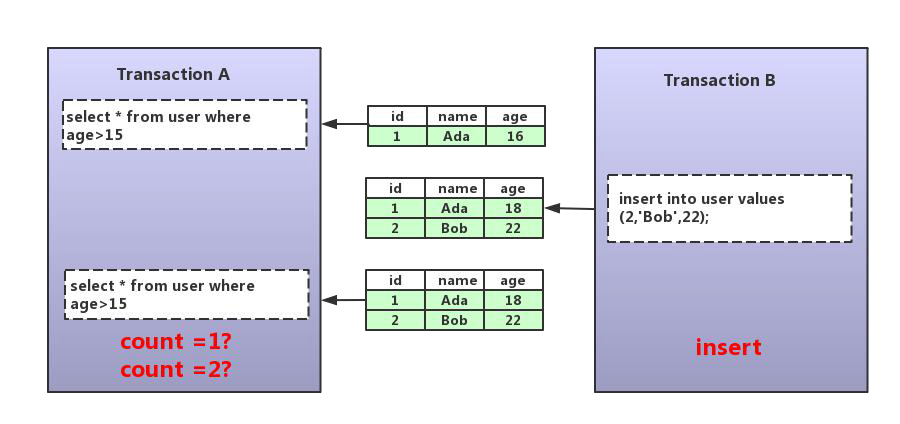 Transaction A
select * from user where
age>15
id name age
1 Ada 16
Transaction B
id name age
1 Ada 18
2 Bob 22
insert into user values
(2,'Bob',22);
select * from user where
age>15
id name age
1 Ada 18
2 Bob 22
count =1?
count =2?
insert